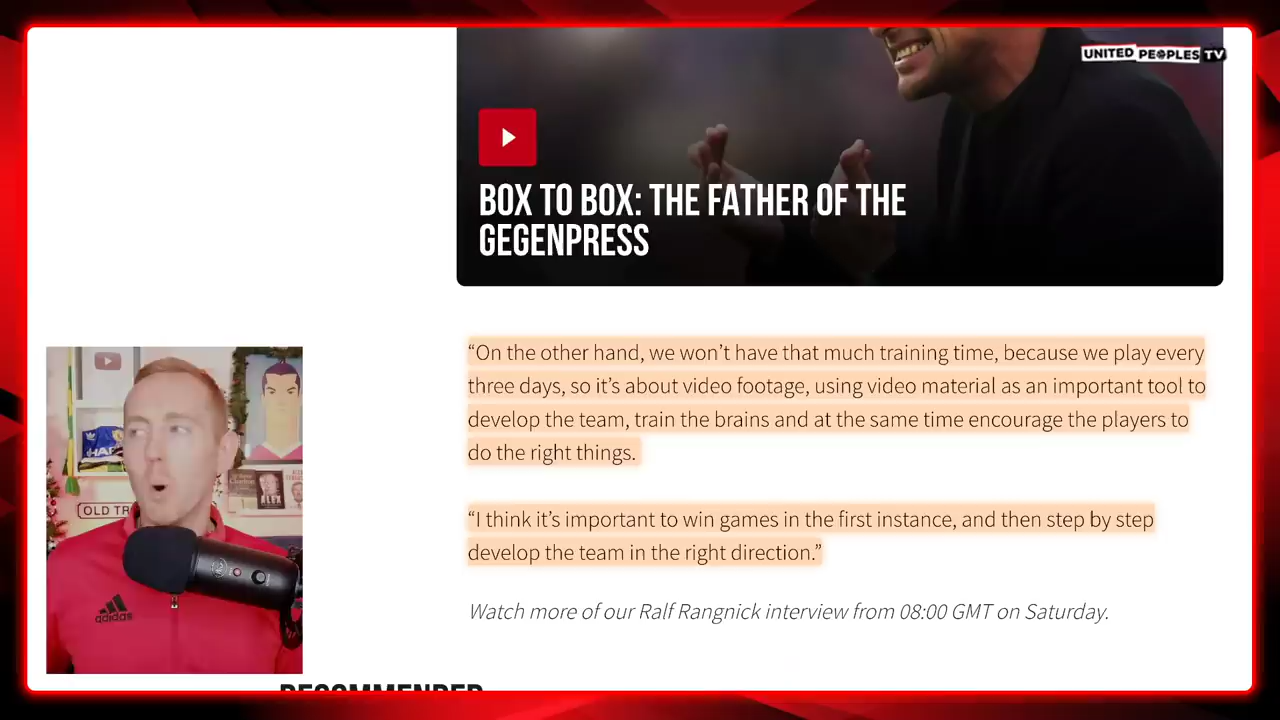 UNITED PEOPLES TV
BOX TO BOX: THE FATHER OF THE
GEGENPRESS
“On the other hand, we won’t have that much training time, because we play every
three days, so it’s about video footage, using video material as an important tool to
develop the team, train the brains and at the same time encourage the players to
do the right things.
“I think it’s important to win games in the first instance, and then step by step
develop the team in the right direction.”
Watch more of our Ralf Rangnick interview from 08:00 GMT on Saturday.
OLD TR
ALEX
adidas
RECOMMENDED